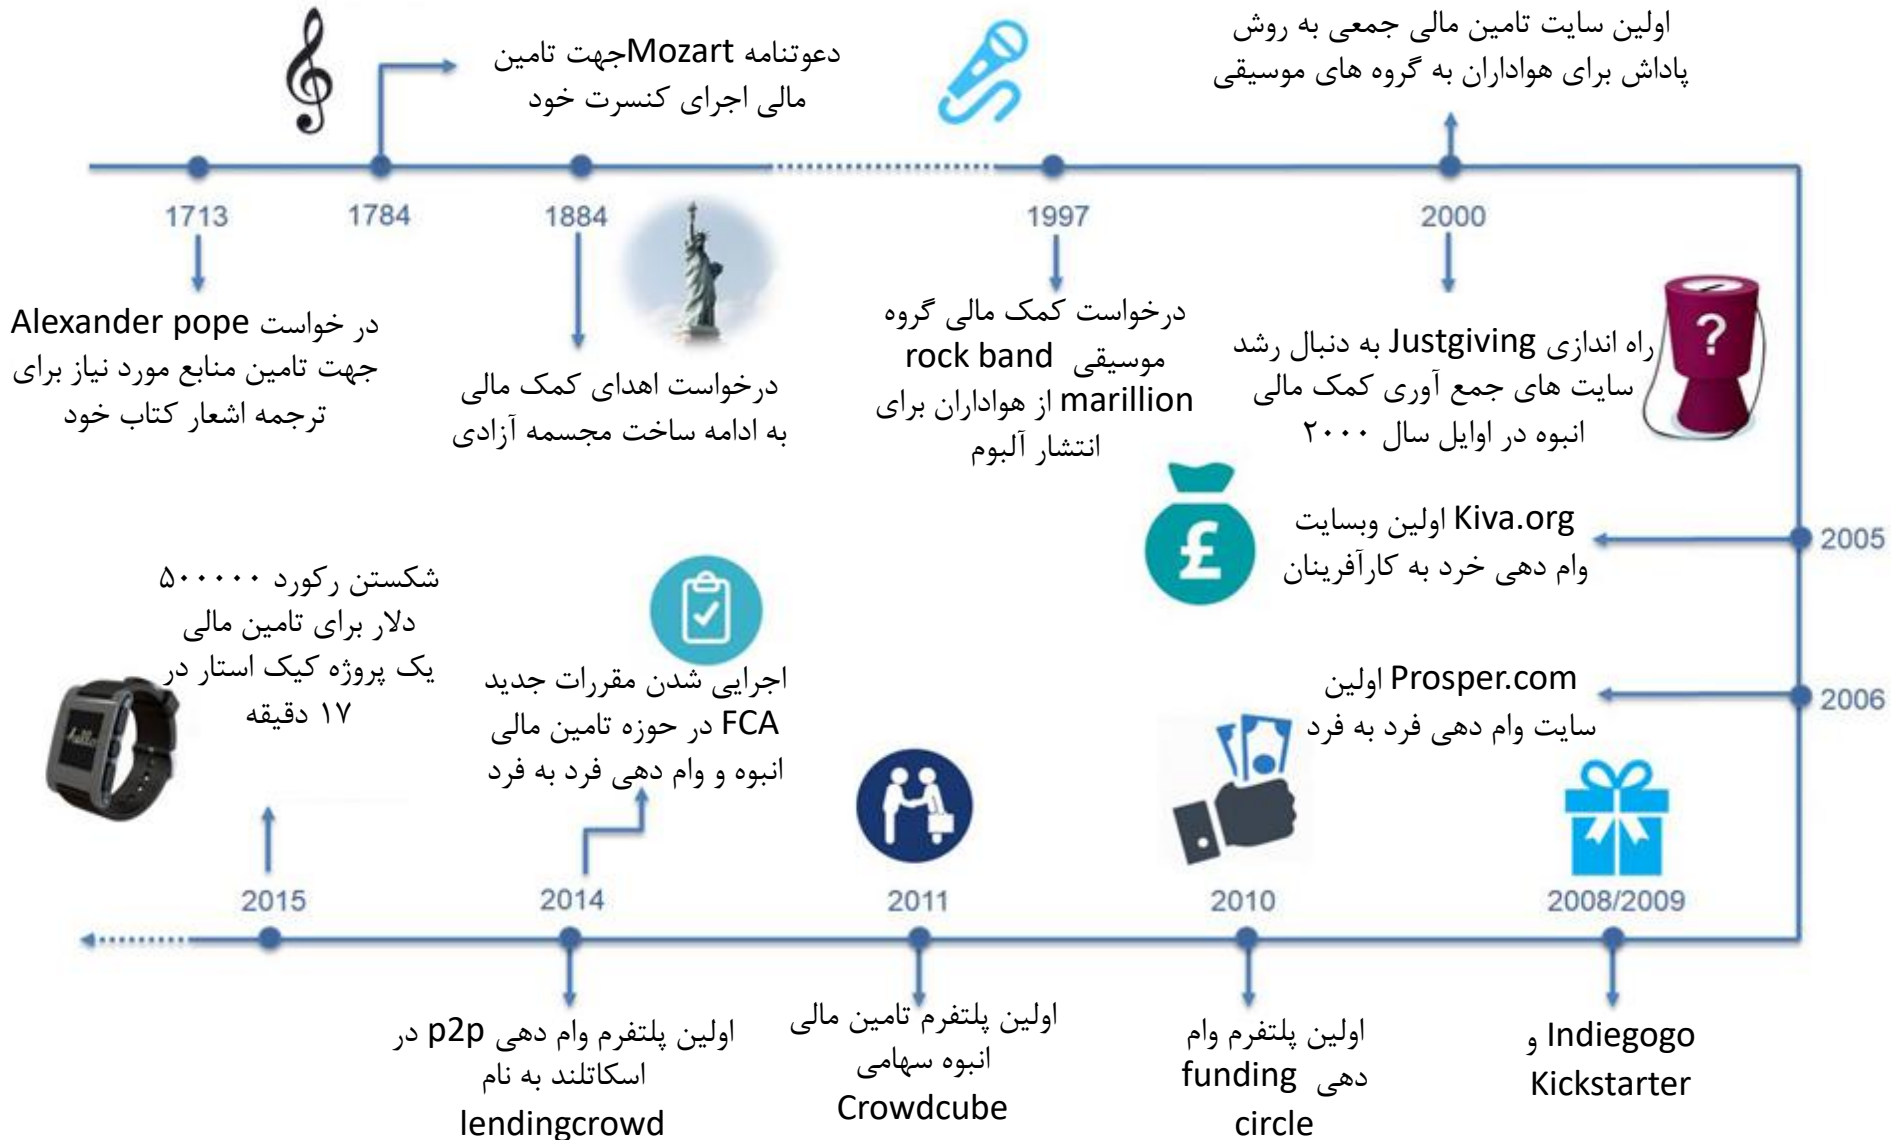 اولین سایت تامین مالی جمعی به روش
پاداش برای هواداران به گروه های موسیقی
دعوتنامه Mozartجهت تامین
مالی اجرای کنسرت خود
1713
1784
1884
1997
2000
در خواست Alexander pope
جهت تامین منابع مورد نیاز برای
ترجمه اشعار کتاب خود
درخواست اهدای کمک مالی
به ادامه ساخت مجسمه آزادی
درخواست کمک مالی گروه
موسیقی rock band
marillion از هواداران برای
انتشار آلبوم
راه اندازی Justgiving به دنبال رشد
سایت های جمع آوری کمک مالی
انبوه در اوایل سال ۲۰۰۰
?
Kiva.org اولین وبسایت
وام دهی خرد به کارآفرینان
£
2005
Prosper.com اولین
سایت وام دهی فرد به فرد
2006
شکستن رکورد ۵۰۰۰۰۰
دلار برای تامین مالی
یک پروژه کیک استار در
۱۷ دقیقه
hello
اجرایی شدن مقررات جدید
FCA در حوزه تامین مالی
انبوه و وام دهی فرد به فرد
2008/2009
2010
2011
2014
2015
Indiegogo و
Kickstarter
اولین پلتفرم وام
دهی funding
circle
اولین پلتفرم تامین مالی
انبوه سهامی
Crowdcube
اولین پلتفرم وام دهی p2p در
اسکاتلند به نام
lendingcrowd